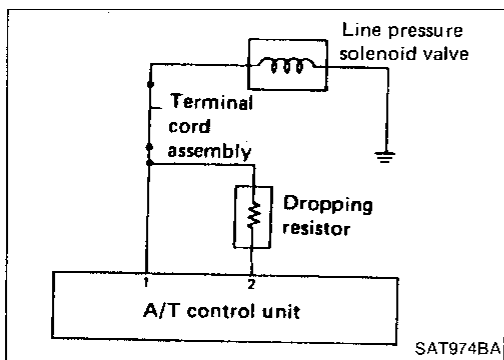 Line pressure
solenoid valve
Terminal
cord
assembly
Dropping
resistor
1
2
A/T control unit
SAT974BA